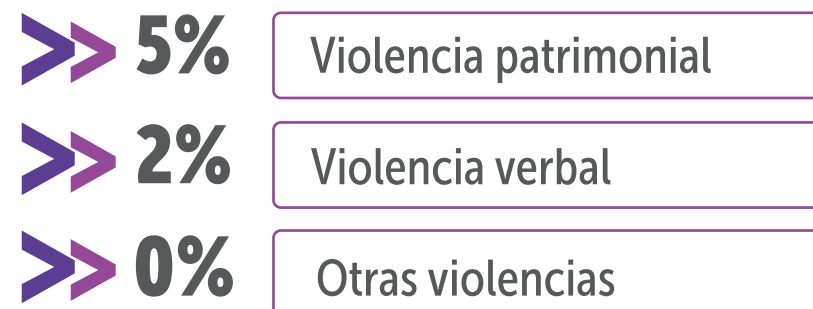 5% Violencia patrimonial
2% Violencia verbal
0% Otras violencias